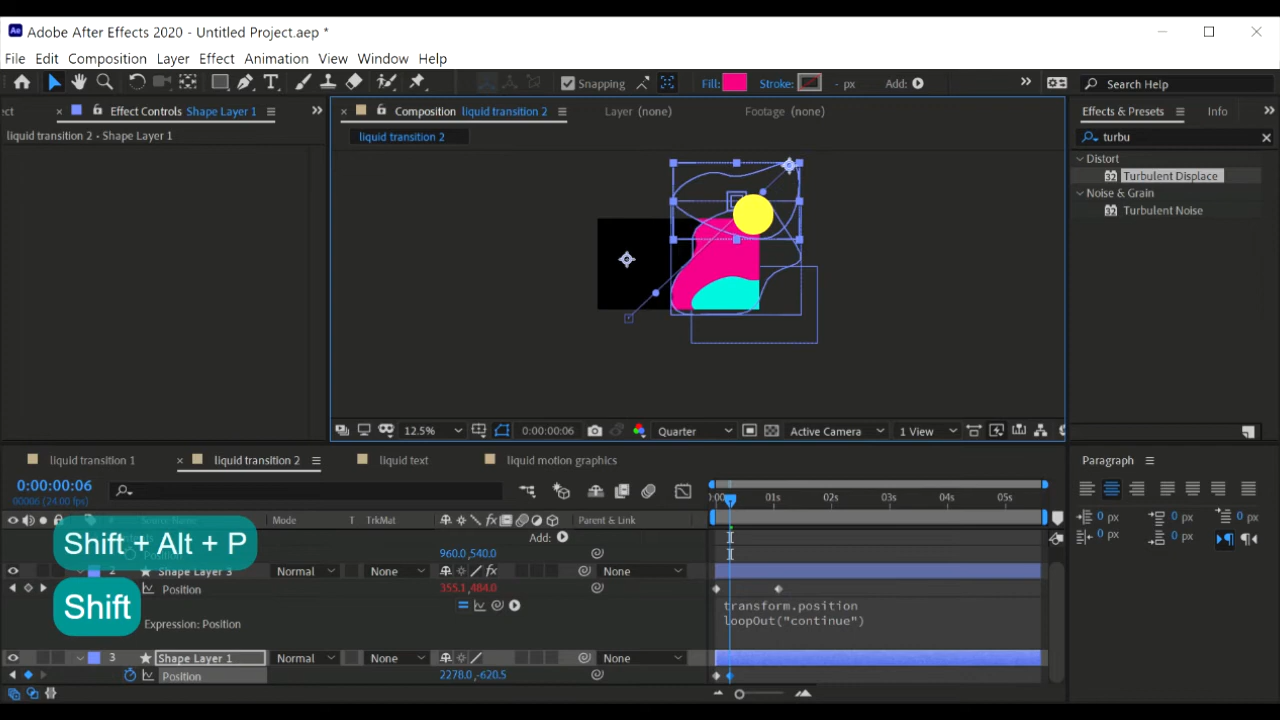 Adobe After Effects 2020 - Untitled Project.aep *
File Edit Composition Layer Effect Animation View Window Help
Snapping Fill: Stroke: - px Add: Search Help
ect Effect Controls Shape Layer 1 Composition liquid transition 2 Layer (none) Footage (none) Effects & Presets Info
liquid transition 2 • Shape Layer 1 liquid transition 2 turbu
Distort
32 Turbulent Displace
Noise & Grain
32 Turbulent Noise
12.5% 0:00:00:06 Quarter Active Camera 1 View
liquid transition 1 liquid transition 2 liquid text liquid motion graphics Paragraph
0:00:00:06
00006 (24.00 fps)
01s 02s 03s 04s 05s
0 px 0 px 0 px
0 px 0 px
Source Name Mode T TrkMat Parent & Link
Add:
Shift + Alt + P
Position 960.0, 540.0
2 Shape Layer 3 Normal None None
Position 355.1, 484.0
transform.position
loopOut("continue")
Shift
Expression: Position
3 Shape Layer 1 Normal None None
Position 2278.0, -620.5